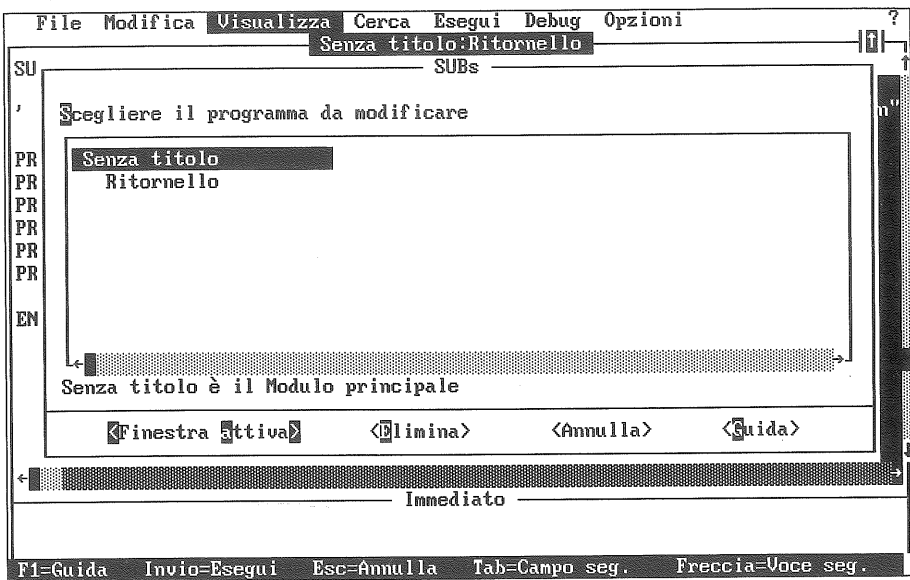 File Modifica Visualizza Cerca Esegui Debug Opzioni ?
Senza titolo:Ritornello
SU
SUBs
'
Scegliere il programma da modificare
n"
PR
Senza titolo
PR
Ritornello
PR
PR
PR
PR
EN
Senza titolo è il Modulo principale
<Finestra attiva> <Elimina> <Annulla> <Guida>
Immediato
F1=Guida Invio=Esegui Esc=Annulla Tab=Campo seg. Freccia=Voce seg.